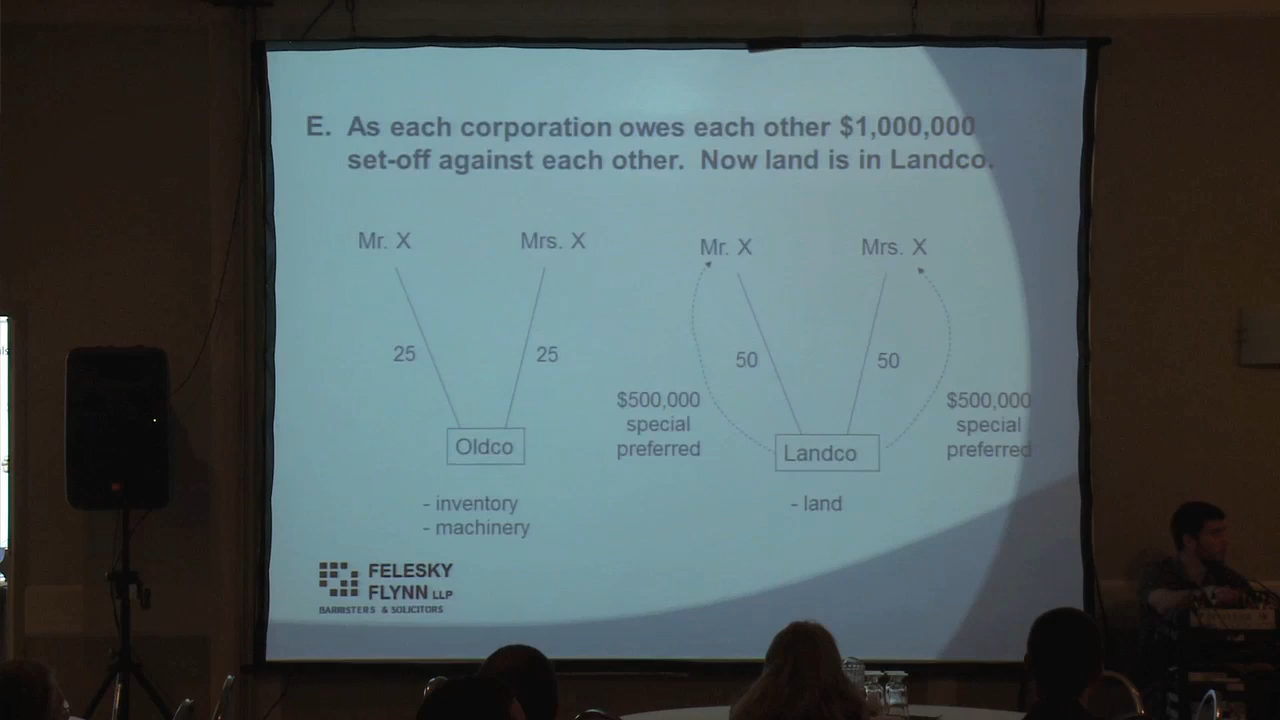 E. As each corporation owes each other $1,000,000
set-off against each other. Now land is in Landco.
Mr. X
Mrs. X
Mr. X
Mrs. X
25
25
50
50
$500,000
special
preferred
$500,000
special
preferred
Oldco
Landco
- inventory
- machinery
- land
FELESKY
FLYNN LLP
BARRISTERS & SOLICITORS